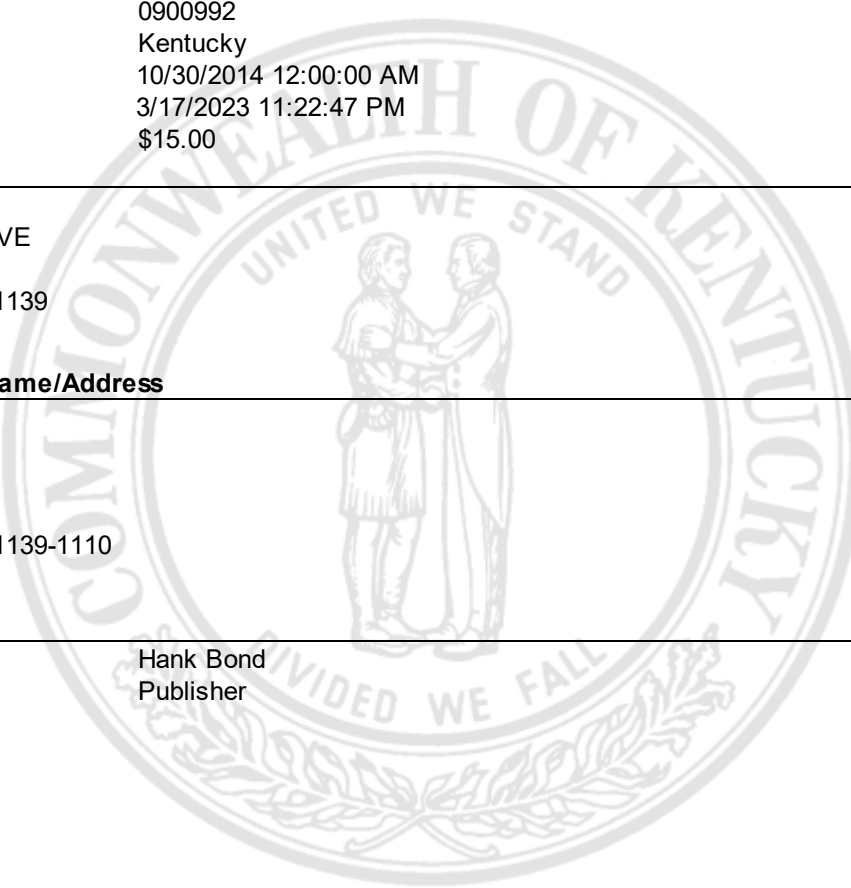 0900992
Kentucky
10/30/2014 12:00:00 AM
3/17/2023 11:22:47 PM
$15.00
COMMONWEALTH OF KENTUCKY
UNITED WE STAND
VE
1139
ame/Address
1139-1110
Hank Bond
Publisher
DIVIDED WE FALL